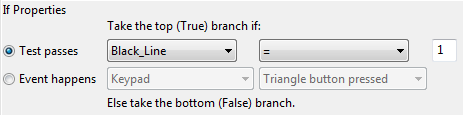 If Properties
Take the top (True) branch if:
Test passes Black_Line = 1
Event happens Keypad Triangle button pressed
Else take the bottom (False) branch.